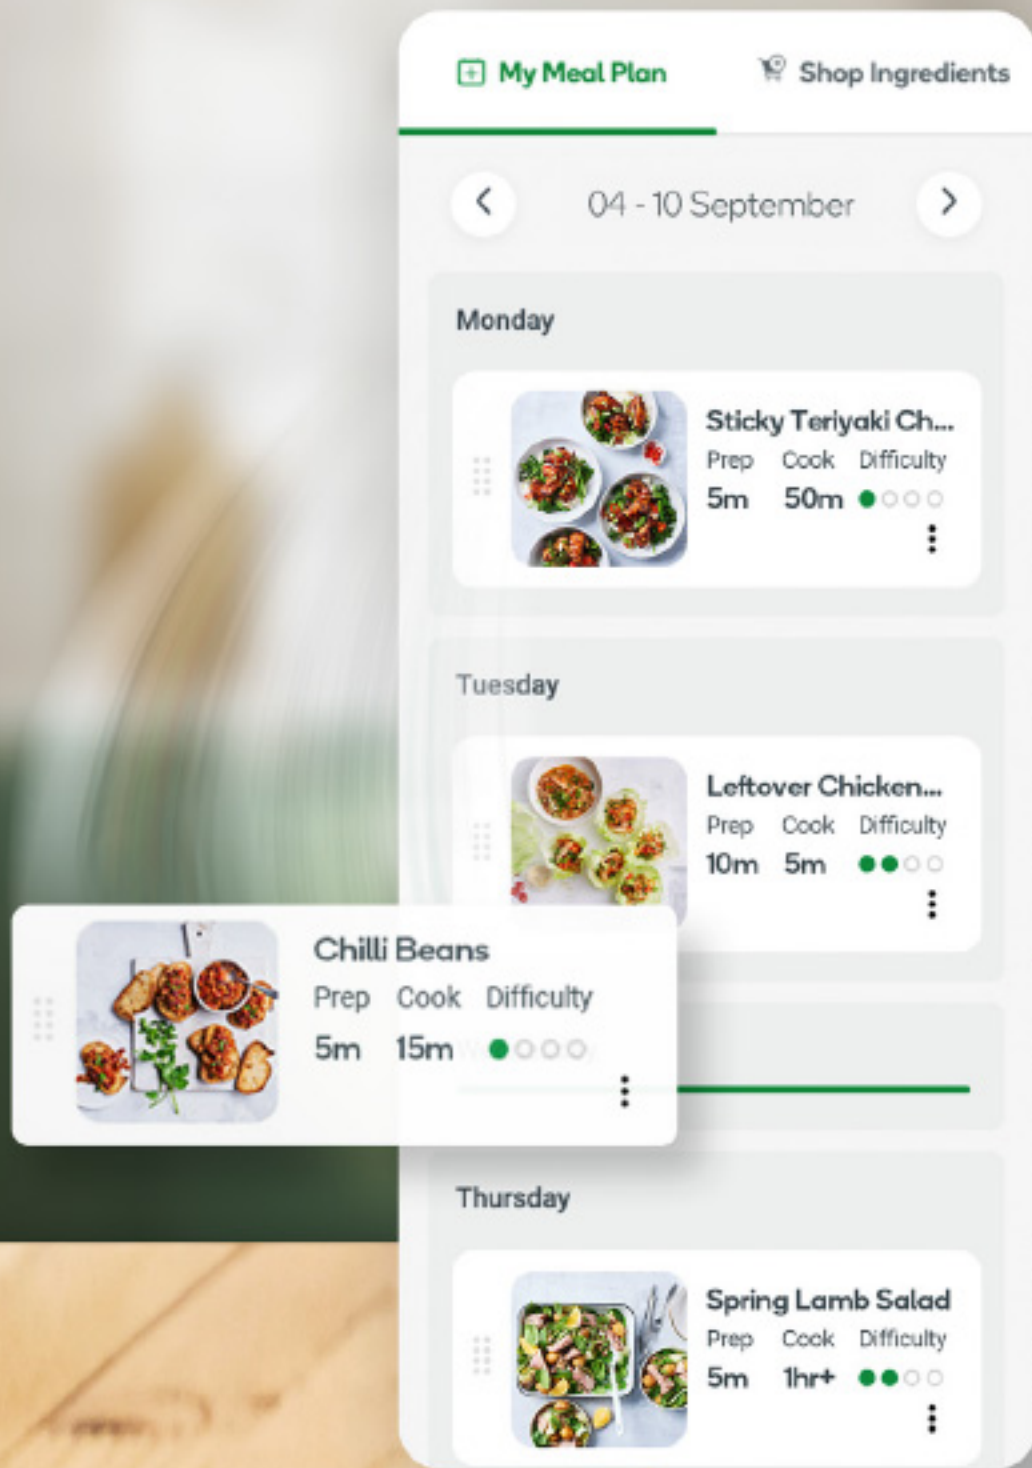 My Meal Plan
Shop Ingredients
04 - 10 September
Monday
Sticky Teriyaki Ch...
Prep Cook Difficulty
5m 50m
Tuesday
Leftover Chicken...
Prep Cook Difficulty
10m 5m
Chilli Beans
Prep Cook Difficulty
5m 15m
Thursday
Spring Lamb Salad
Prep Cook Difficulty
5m 1hr+